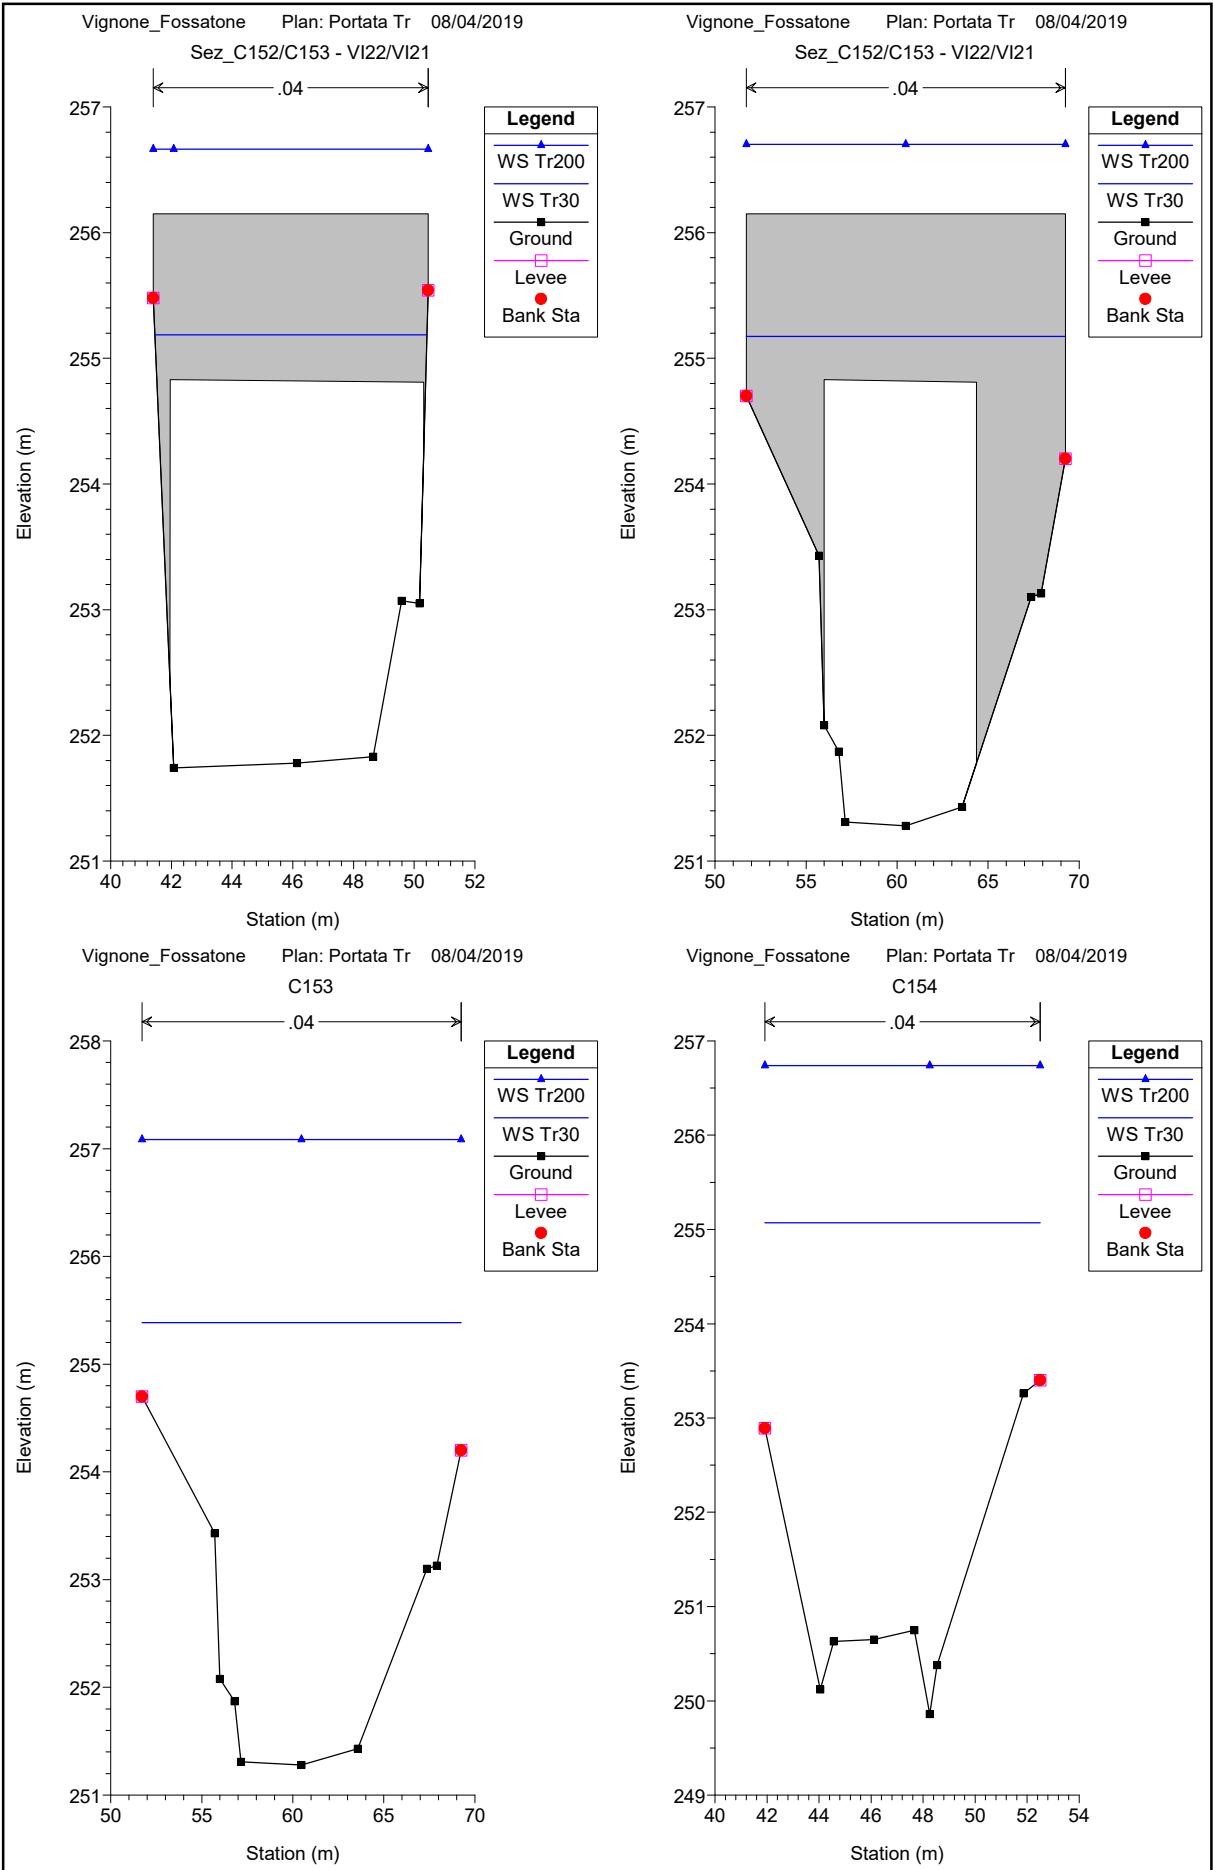 Vignone_Fossatone Plan: Portata Tr 08/04/2019
Sez_C152/C153 - VI22/VI21
.04
257
256
255
254
253
252
251
40 42 44 46 48 50 52
Elevation (m)
Station (m)
Legend
WS Tr200
WS Tr30
Ground
Levee
Bank Sta
Vignone_Fossatone Plan: Portata Tr 08/04/2019
Sez_C152/C153 - VI22/VI21
.04
257
256
255
254
253
252
251
50 55 60 65 70
Elevation (m)
Station (m)
Legend
WS Tr200
WS Tr30
Ground
Levee
Bank Sta
Vignone_Fossatone Plan: Portata Tr 08/04/2019
C153
.04
258
257
256
255
254
253
252
251
50 55 60 65 70
Elevation (m)
Station (m)
Legend
WS Tr200
WS Tr30
Ground
Levee
Bank Sta
Vignone_Fossatone Plan: Portata Tr 08/04/2019
C154
.04
257
256
255
254
253
252
251
250
249
40 42 44 46 48 50 52 54
Elevation (m)
Station (m)
Legend
WS Tr200
WS Tr30
Ground
Levee
Bank Sta